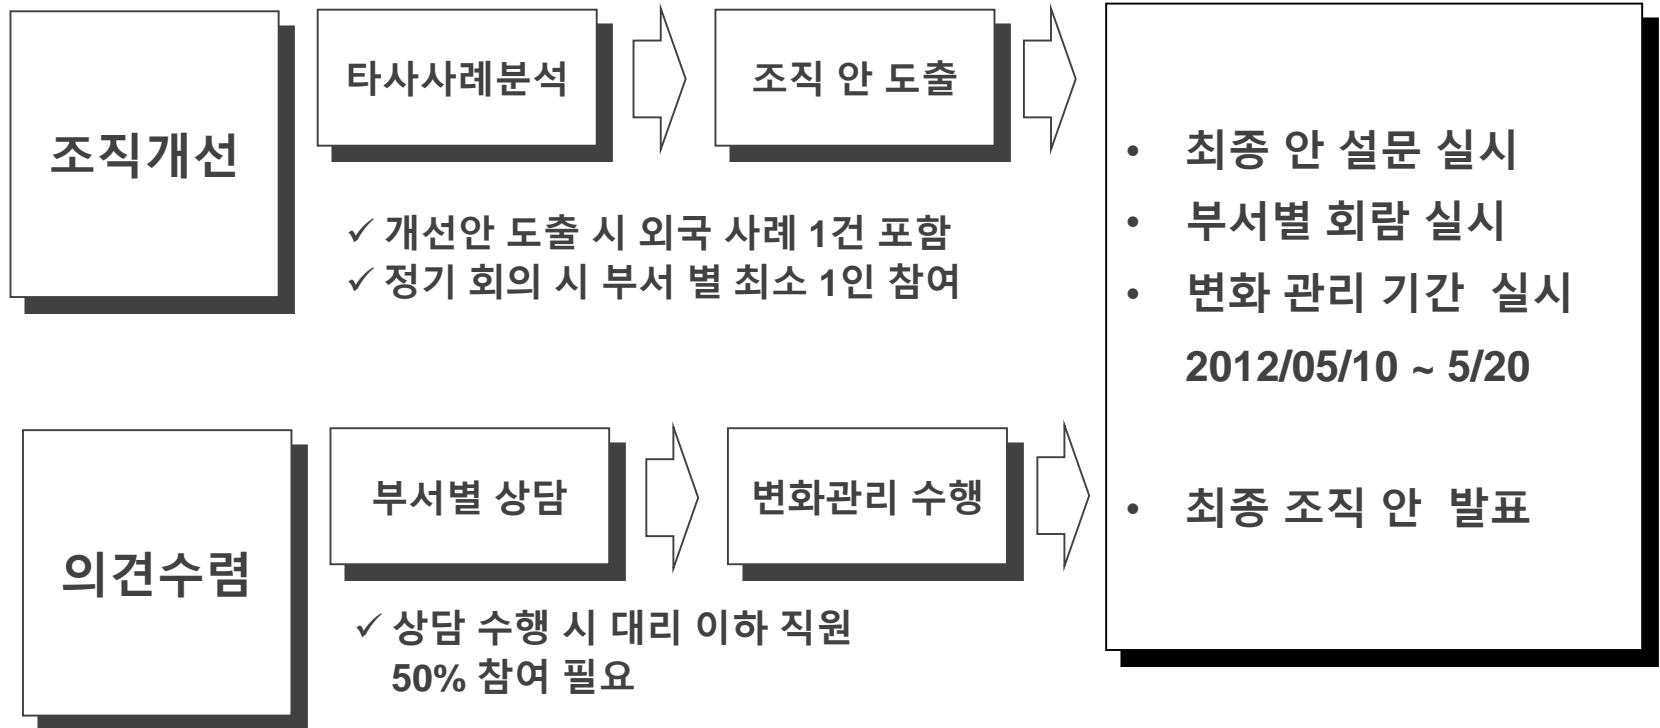 조직개선
타사사례분석
조직 안 도출
✓ 개선안 도출 시 외국 사례 1건 포함
✓ 정기 회의 시 부서 별 최소 1인 참여
의견수렴
부서별 상담
변화관리 수행
✓ 상담 수행 시 대리 이하 직원
50% 참여 필요
• 최종 안 설문 실시
• 부서별 회람 실시
• 변화 관리 기간 실시
2012/05/10 ~ 5/20
• 최종 조직 안 발표